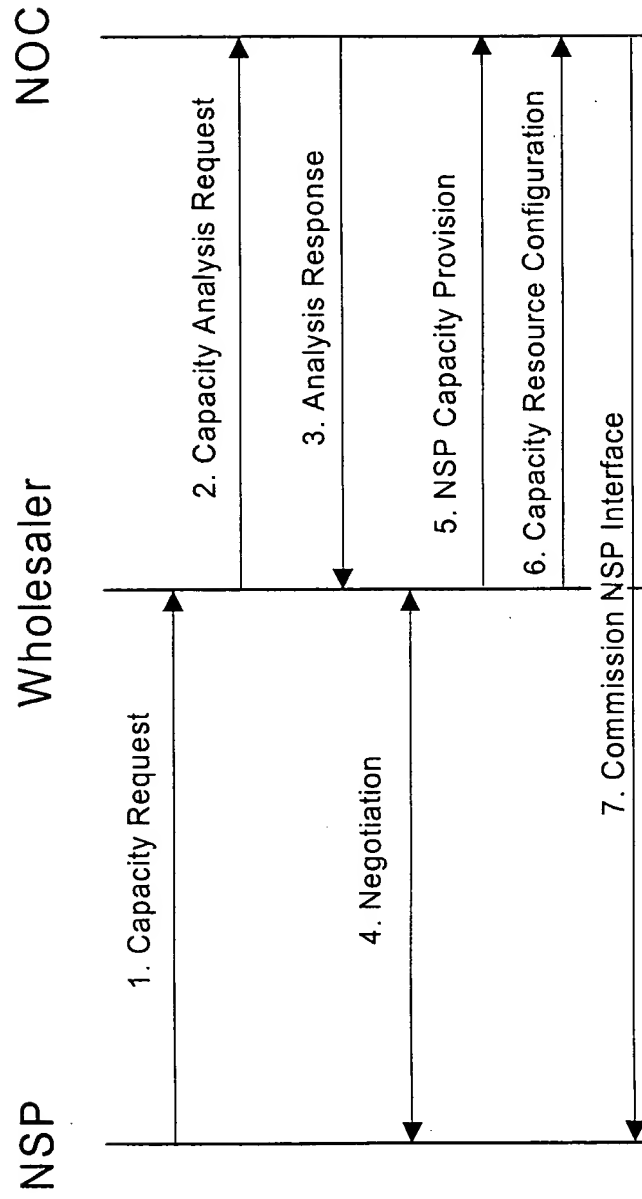 NSP
Wholesaler
NOC
1. Capacity Request
2. Capacity Analysis Request
3. Analysis Response
4. Negotiation
5. NSP Capacity Provision
6. Capacity Resource Configuration
7. Commission NSP Interface